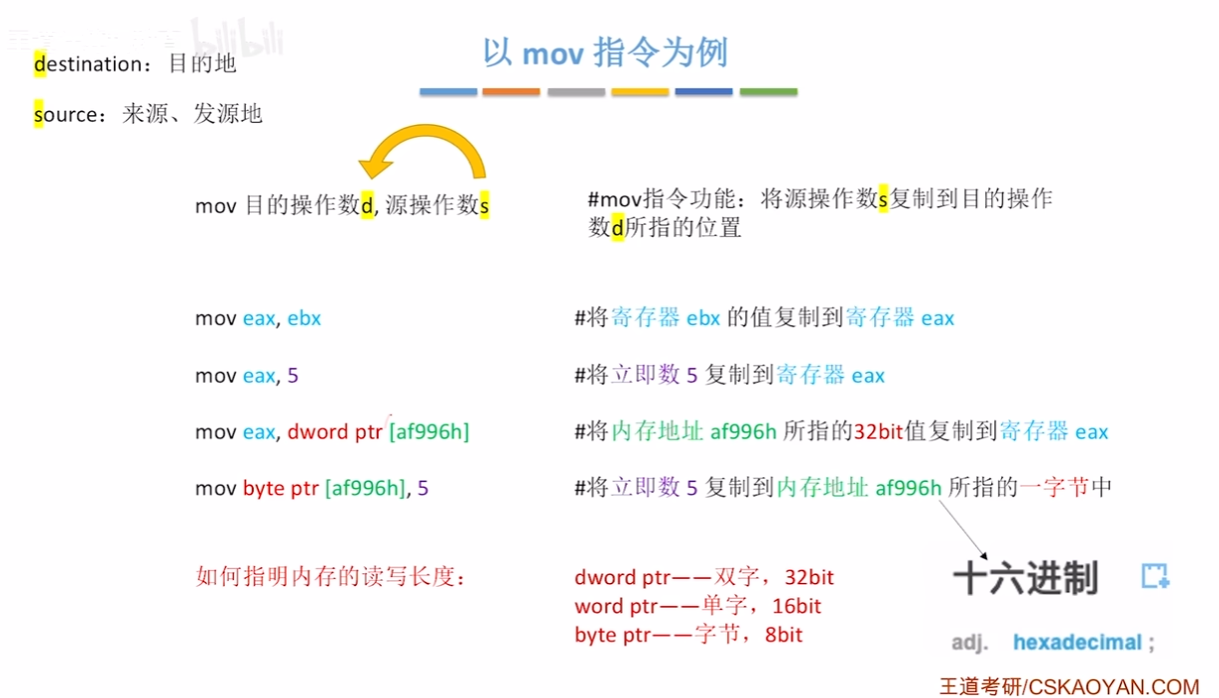 bilibili
destination：目的地
以 mov 指令为例
source：来源、发源地
mov 目的操作数d, 源操作数s
#mov指令功能：将源操作数s复制到目的操作
数d所指的位置
mov eax, ebx
#将寄存器 ebx 的值复制到寄存器 eax
mov eax, 5
#将立即数 5 复制到寄存器 eax
mov eax, dword ptr [af996h]
#将内存地址 af996h 所指的32bit值复制到寄存器 eax
mov byte ptr [af996h], 5
#将立即数 5 复制到内存地址 af996h 所指的一字节中
如何指明内存的读写长度：
dword ptr——双字，32bit
word ptr——单字，16bit
byte ptr——字节，8bit
十六进制
adj. hexadecimal ;
王道考研/CSKAOYAN.COM